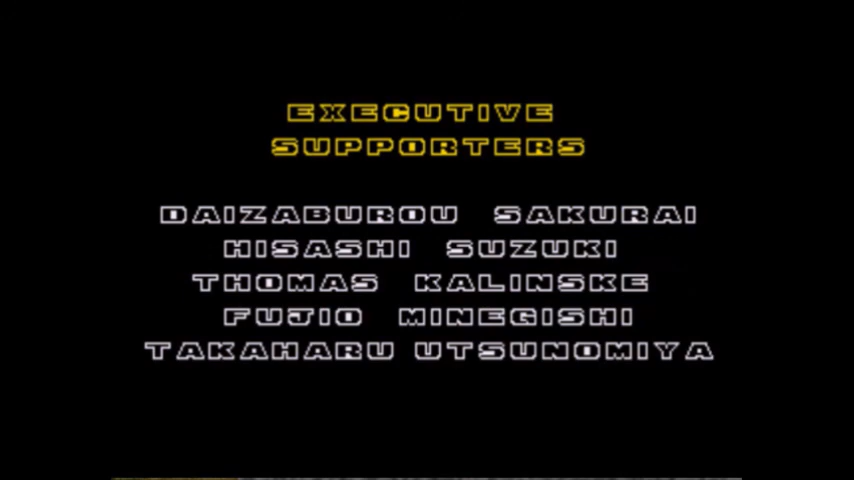 EXECUTIVE
SUPPORTERS
DAIZABUROU SAKURAI
HISASHI SUZUKI
THOMAS KALINSKE
FUJIO MINEGISHI
TAKAHARU UTSUNOMIYA